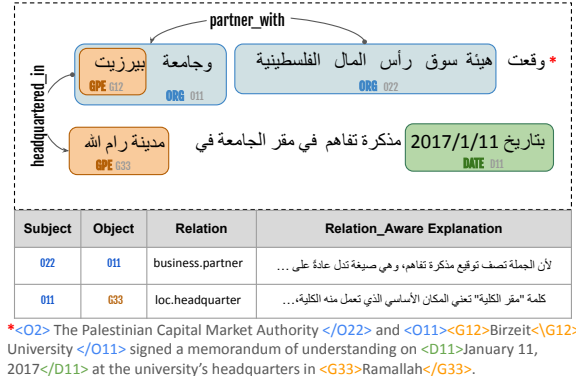 partner_with
* وقعت هيئة سوق رأس المال الفلسطينية وجامعة بيرزيت
GPE G12
ORG O11
ORG O22
headquartered_in
بتاريخ 2017/1/11 مذكرة تفاهم في مقر الجامعة في مدينة رام الله
GPE G33
DATE D11
Subject Object Relation Relation_Aware Explanation
O22 O11 business.partner لأن الجملة تصف توقيع مذكرة تفاهم، وهي صيغة تدل عادةً على ...
O11 G33 loc.headquarter كلمة "مقر الكلية" تعني المكان الأساسي الذي تعمل منه الكلية،...
*<O2> The Palestinian Capital Market Authority </O22> and <O11><G12>Birzeit<\G12>
University </O11> signed a memorandum of understanding on <D11>January 11,
2017</D11> at the university's headquarters in <G33>Ramallah</G33>.